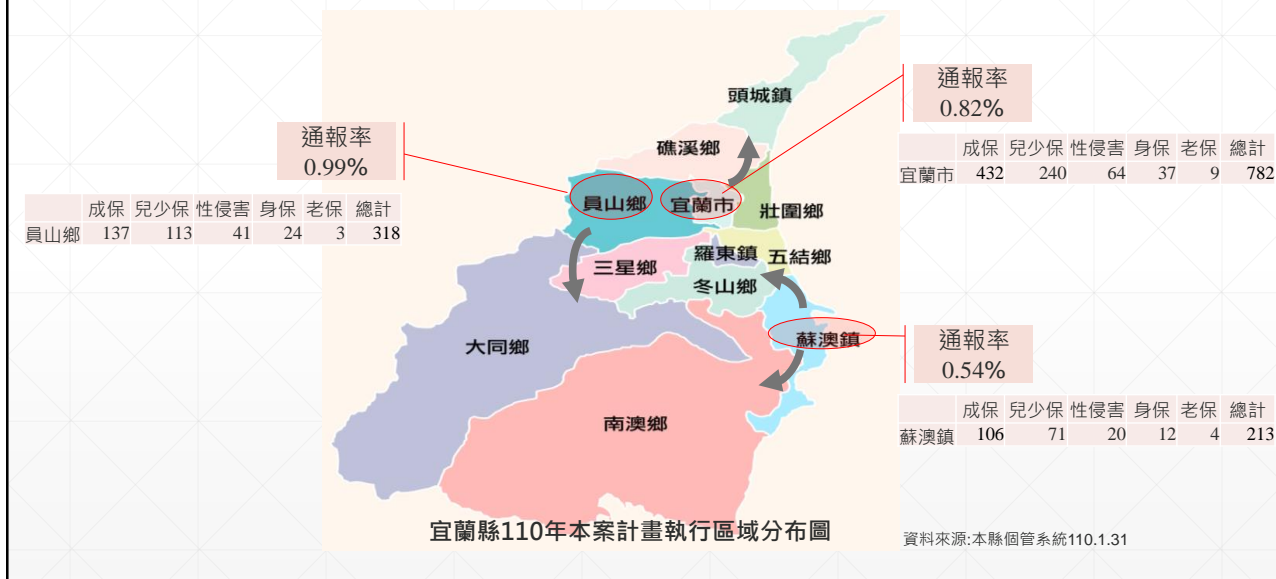 頭城鎮
通報率
0.82%
礁溪鄉
通報率
0.99%
成保 兒少保 性侵害 身保 老保 總計
宜蘭市 432 240 64 37 9 782
員山鄉
宜蘭市
壯圍鄉
成保 兒少保 性侵害 身保 老保 總計
員山鄉 137 113 41 24 3 318
羅東鎮
五結鄉
三星鄉
冬山鄉
大同鄉
蘇澳鎮
通報率
0.54%
南澳鄉
成保 兒少保 性侵害 身保 老保 總計
蘇澳鎮 106 71 20 12 4 213
宜蘭縣110年本案計畫執行區域分布圖
資料來源:本縣個管系統110.1.31